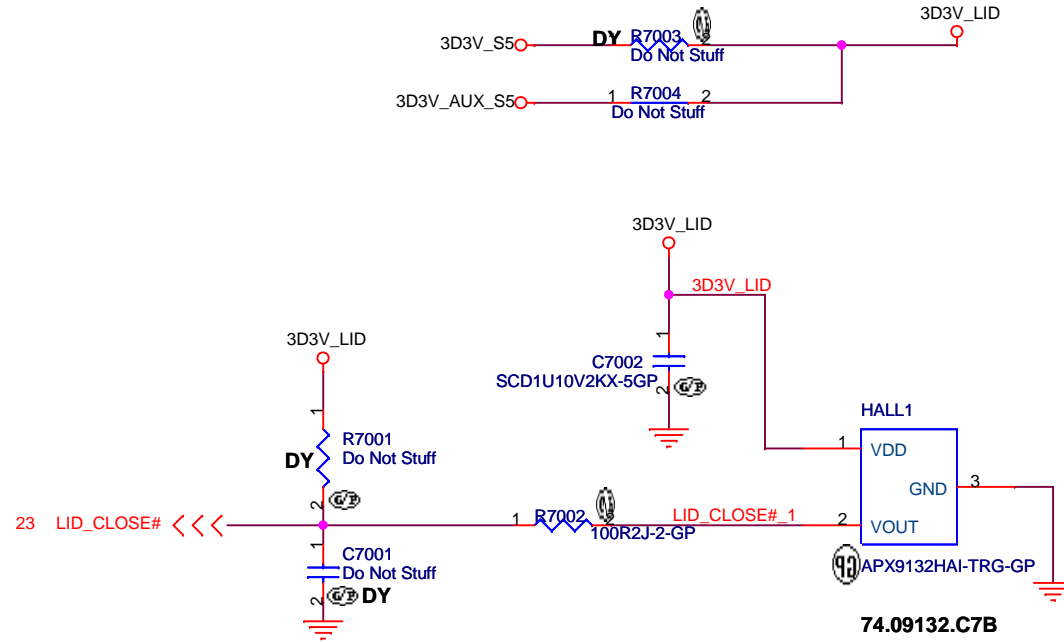 3D3V_LID
3D3V_S5
DY
R7003
2
Do Not Stuff
3D3V_AUX_S5
1
R7004
2
Do Not Stuff
3D3V_LID
3D3V_LID
3D3V_LID
1
C7002
SCD1U10V2KX-5GP
2
G/P
HALL1
1
VDD
GND
3
1
R7001
DY
Do Not Stuff
2
G/P
23
LID_CLOSE#
1
R7002
2
100R2J-2-GP
LID_CLOSE#_1
2
VOUT
1
C7001
Do Not Stuff
2
G/P
DY
GP
APX9132HAI-TRG-GP
74.09132.C7B